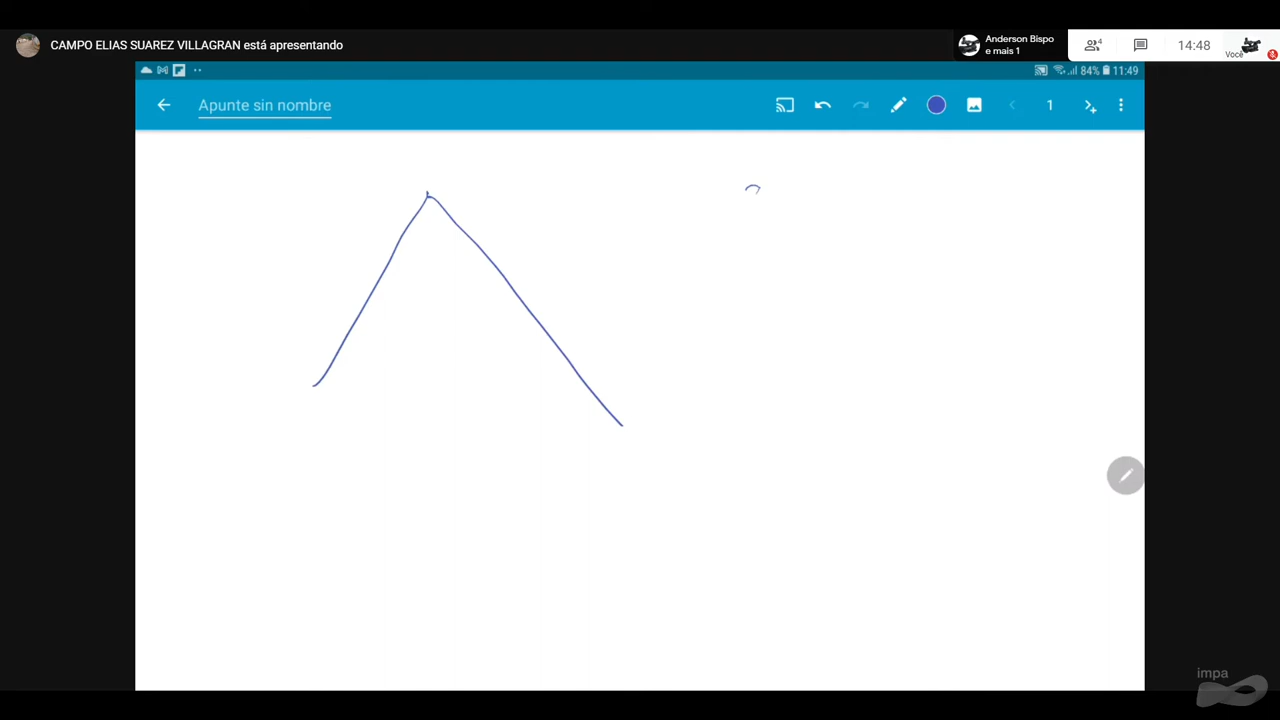 CAMPO ELIAS SUAREZ VILLAGRAN está apresentando
Anderson Bispo
e mais 1
4
14:48
Você
84% 11:49
Apunte sin nombre
1
impa